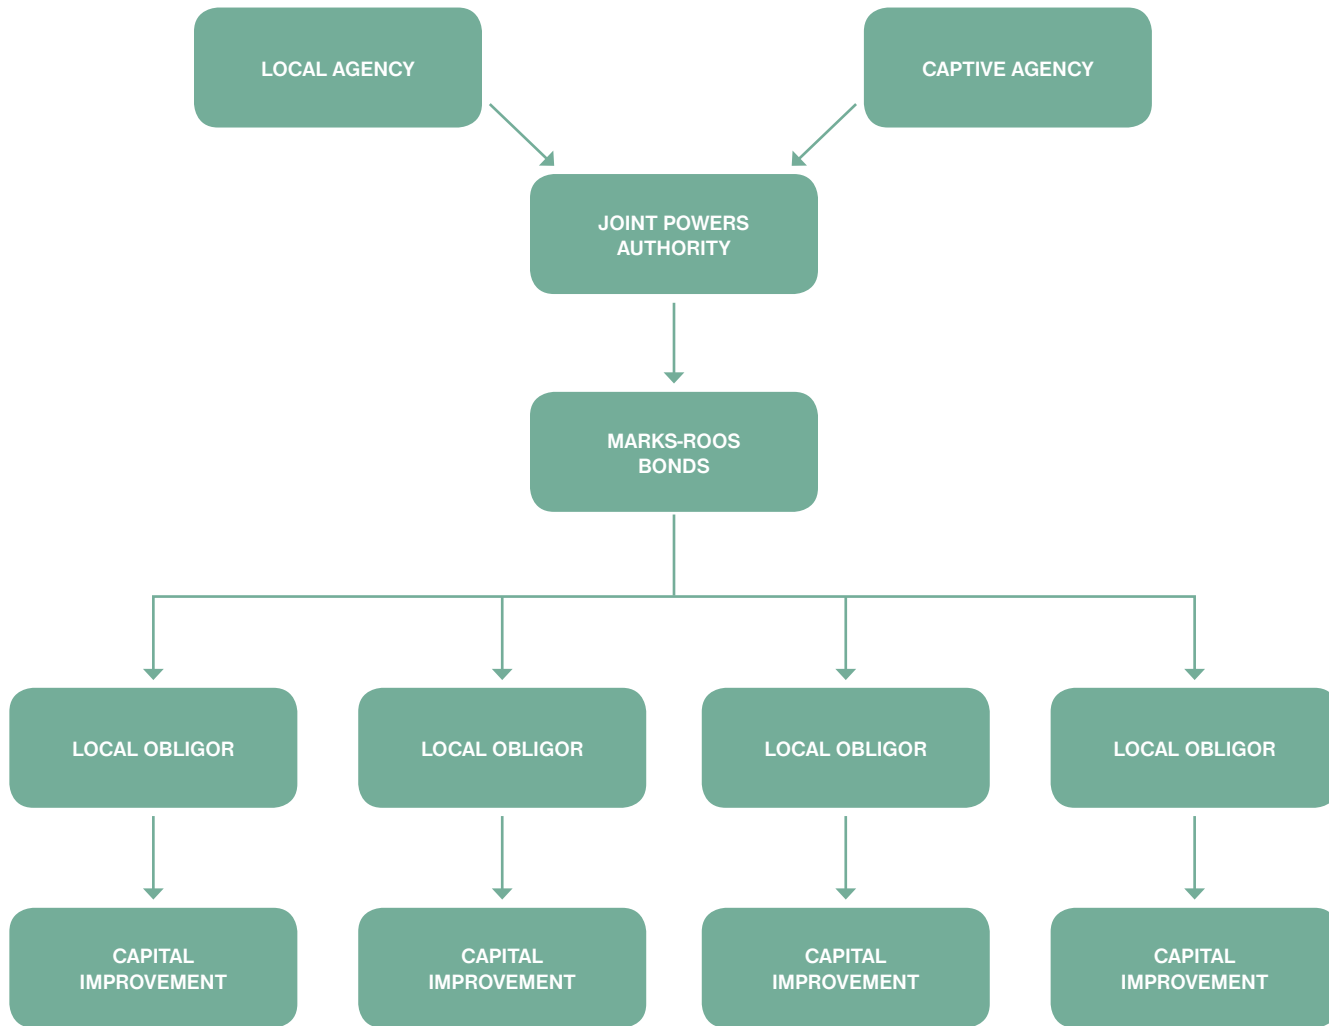 LOCAL AGENCY
CAPTIVE AGENCY
JOINT POWERS
AUTHORITY
MARKS-ROOS
BONDS
LOCAL OBLIGOR
LOCAL OBLIGOR
LOCAL OBLIGOR
LOCAL OBLIGOR
CAPITAL
IMPROVEMENT
CAPITAL
IMPROVEMENT
CAPITAL
IMPROVEMENT
CAPITAL
IMPROVEMENT